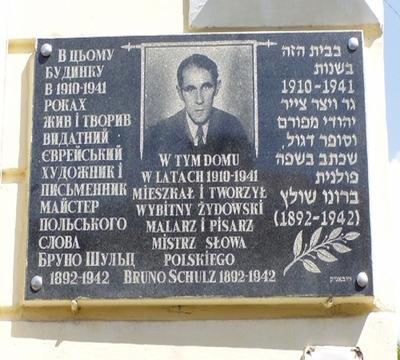 В ЦЬОМУ
БУДИНКУ
В 1910-1941
РОКАХ
ЖИВ І ТВОРИВ
ВИДАТНИЙ
ЄВРЕЙСЬКИЙ
ХУДОЖНИК І
ПИСЬМЕННИК
МАЙСТЕР
ПОЛЬСЬКОГО
СЛОВА
БРУНО ШУЛЬЦ
1892-1942
W TYM DOMU
W LATACH 1910-1941
MIESZKAŁ I TWORZYŁ
WYBITNY ŻYDOWSKI
MALARZ I PISARZ
MISTRZ SŁOWA
POLSKIEGO
BRUNO SCHULZ 1892-1942
בבית הזה
בשנות
1910-1941
גר ויצר צייר
יהודי מפורסם
וסופר דגול,
שכתב בשפה
פולנית
ברונו שולץ
(1892-1942)